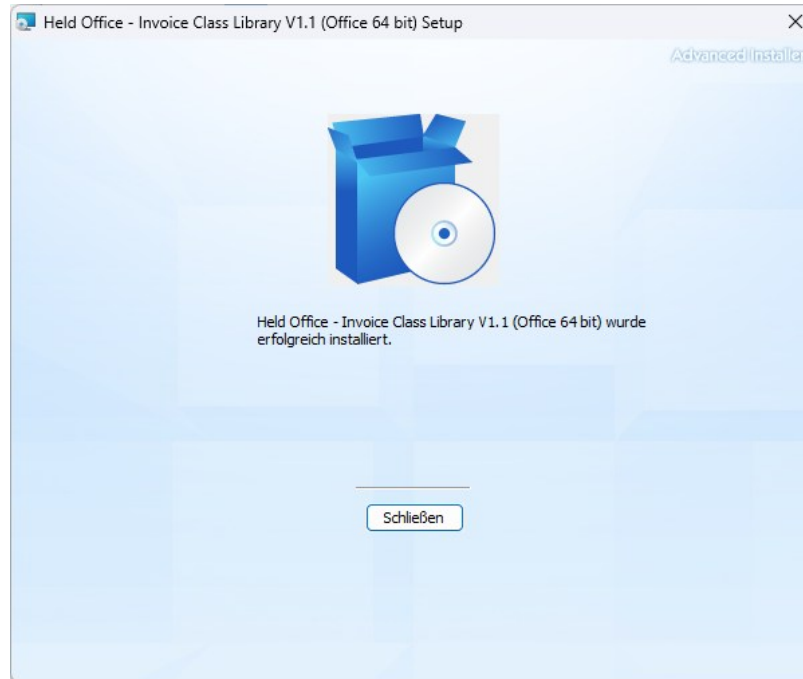 Held Office - Invoice Class Library V1.1 (Office 64 bit) Setup
Advanced Installer
Held Office - Invoice Class Library V1.1 (Office 64 bit) wurde
erfolgreich installiert.
Schließen